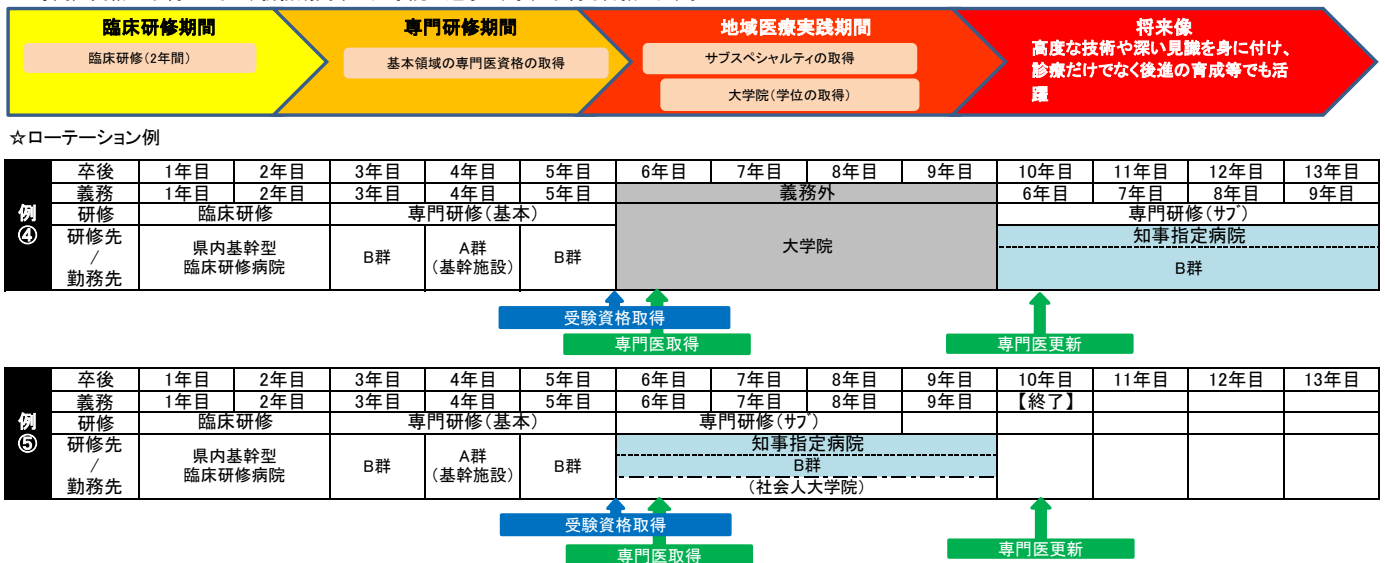 臨床研修期間
臨床研修(2年間)
専門研修期間
基本領域の専門医資格の取得
地域医療実践期間
サブスペシャルティの取得
大学院(学位の取得)
将来像
高度な技術や深い見識を身に付け、
診療だけでなく後進の育成等でも活
躍
☆ローテーション例
例④
卒後 1年目 2年目 3年目 4年目 5年目 6年目 7年目 8年目 9年目 10年目 11年目 12年目 13年目
義務 1年目 2年目 3年目 4年目 5年目 義務外 6年目 7年目 8年目 9年目
研修 臨床研修 専門研修(基本) 専門研修(サブ)
研修先
/
勤務先
県内基幹型
臨床研修病院
B群
A群
(基幹施設)
B群
大学院
知事指定病院
B群
受験資格取得
専門医取得
専門医更新
例⑤
卒後 1年目 2年目 3年目 4年目 5年目 6年目 7年目 8年目 9年目 10年目 11年目 12年目 13年目
義務 1年目 2年目 3年目 4年目 5年目 6年目 7年目 8年目 9年目 【終了】
研修 臨床研修 専門研修(基本) 専門研修(サブ)
研修先
/
勤務先
県内基幹型
臨床研修病院
B群
A群
(基幹施設)
B群
知事指定病院
B群
(社会人大学院)
受験資格取得
専門医取得
専門医更新